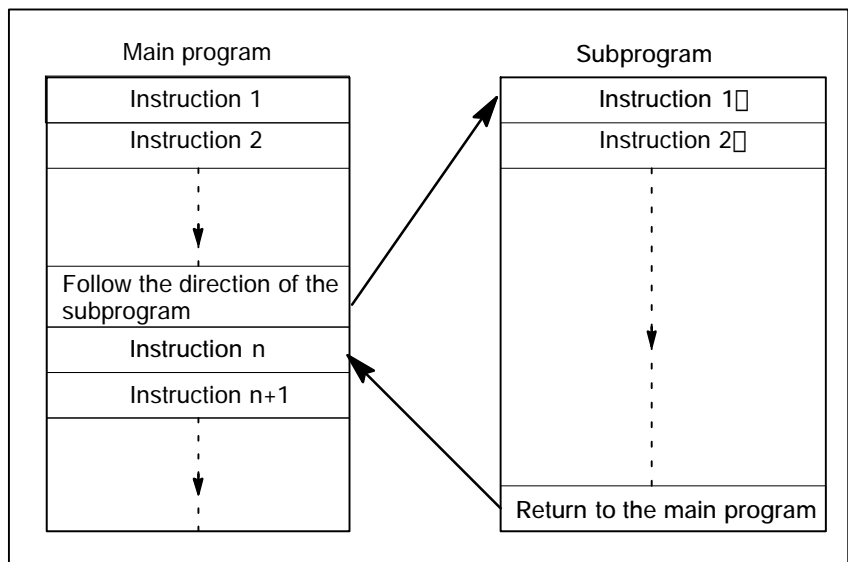 Main program
Instruction 1
Instruction 2
Follow the direction of the
subprogram
Instruction n
Instruction n+1
Subprogram
Instruction 1▯
Instruction 2▯
Return to the main program